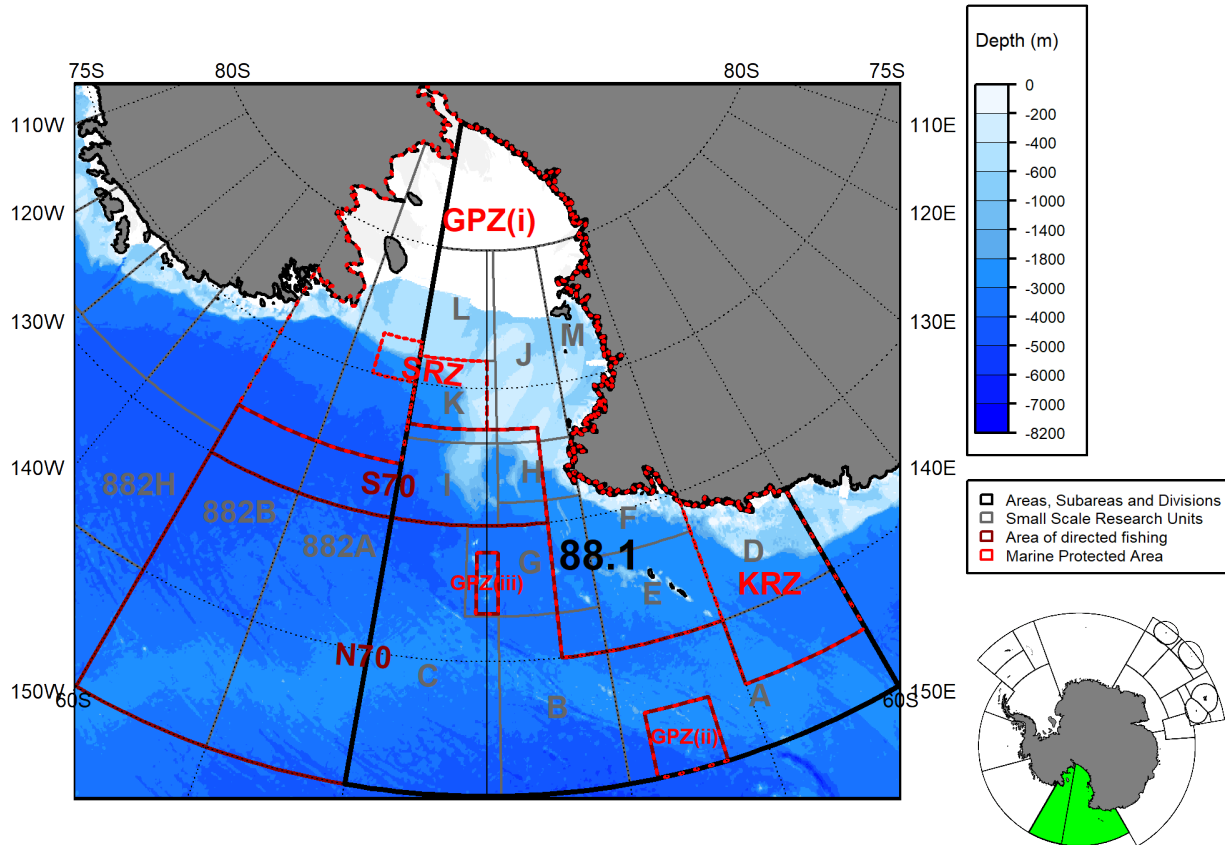 75S
80S
80S
75S
110W
120W
130W
140W
150W
60S
110E
120E
130E
140E
150E
60S
GPZ(i)
L
M
J
SRZ
K
H
S70
I
882H
882B
F
882A
88.1
D
G
GPZ(iii)
KRZ
E
N70
C
A
B
GPZ(ii)
Depth (m)
0
-200
-400
-600
-1000
-1400
-1800
-3000
-4000
-5000
-6000
-7000
-8200
Areas, Subareas and Divisions
Small Scale Research Units
Area of directed fishing
Marine Protected Area